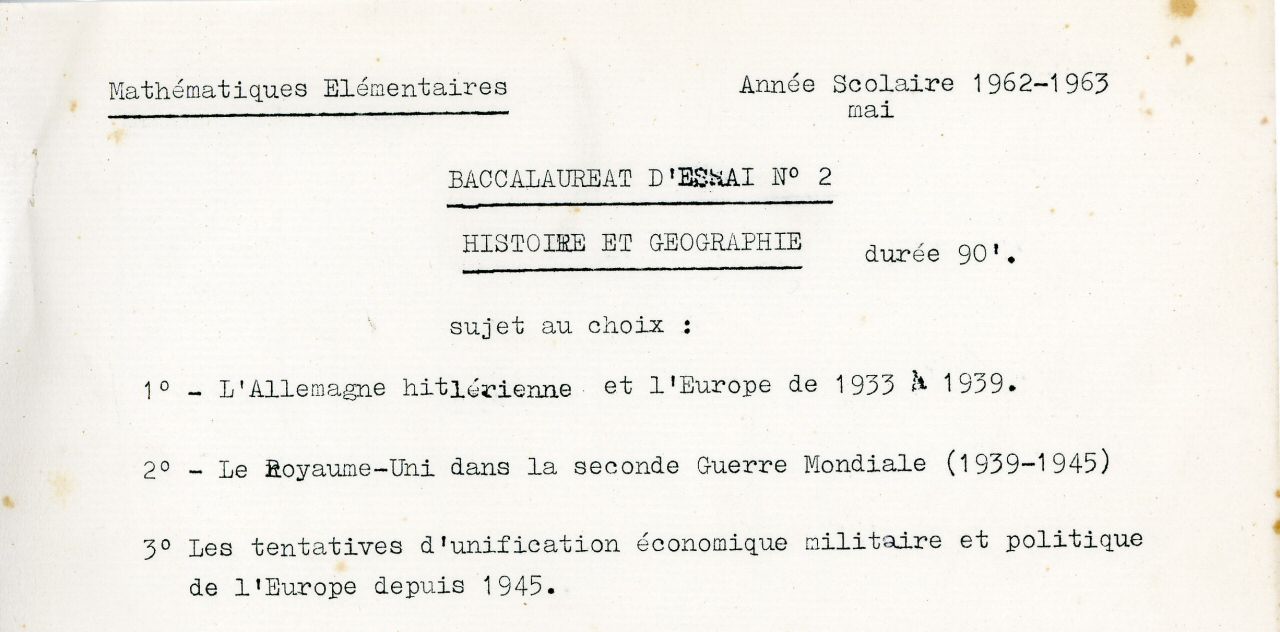 Mathématiques Elémentaires
Année Scolaire 1962-1963
mai
BACCALAUREAT D'ESSAI N° 2
HISTOIRE ET GEOGRAPHIE durée 90'.
sujet au choix :
1° - L'Allemagne hitlérienne et l'Europe de 1933 à 1939.
2° - Le Royaume-Uni dans la seconde Guerre Mondiale (1939-1945)
3° Les tentatives d'unification économique militaire et politique
de l'Europe depuis 1945.